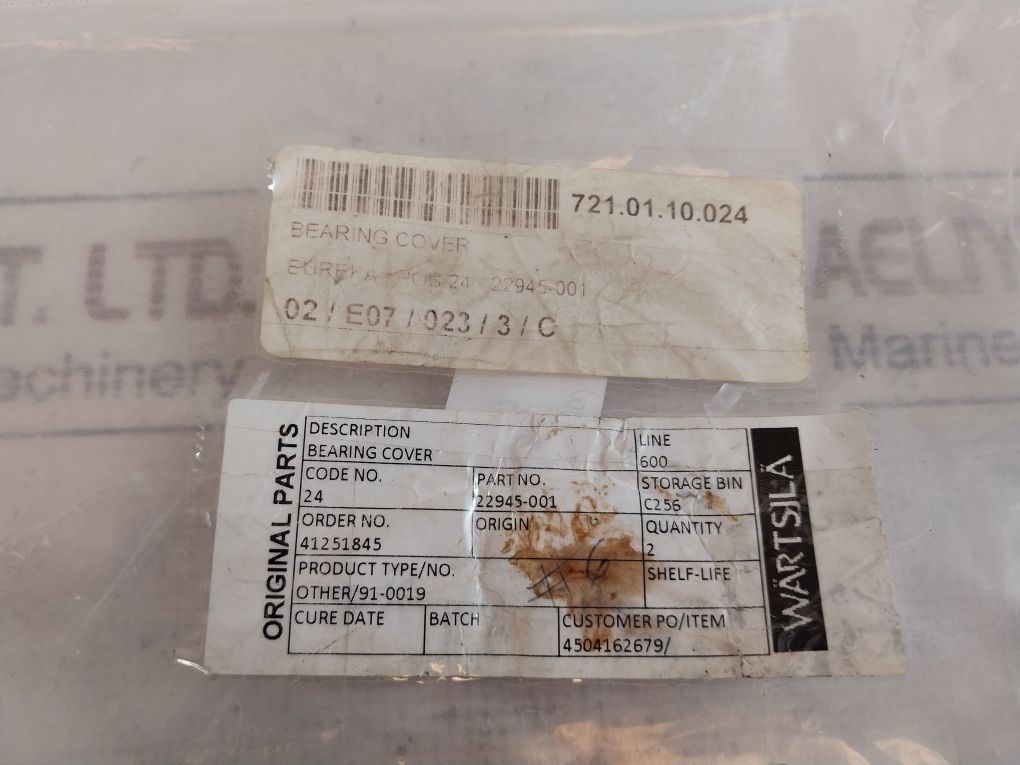 721.01.10.024
BEARING COVER
EUREKA - POS 24 - 22945-001
02 / E07 / 023 / 3 / C
T. LTD.
achinery
AELIY
Marine
ORIGINAL PARTS
DESCRIPTION
BEARING COVER
LINE
600
CODE NO.
24
PART NO.
22945-001
STORAGE BIN
C256
ORDER NO.
41251845
ORIGIN
QUANTITY
2
PRODUCT TYPE/NO.
OTHER/91-0019
# 6
SHELF-LIFE
CURE DATE
BATCH
CUSTOMER PO/ITEM
4504162679/
WÄRTSILÄ